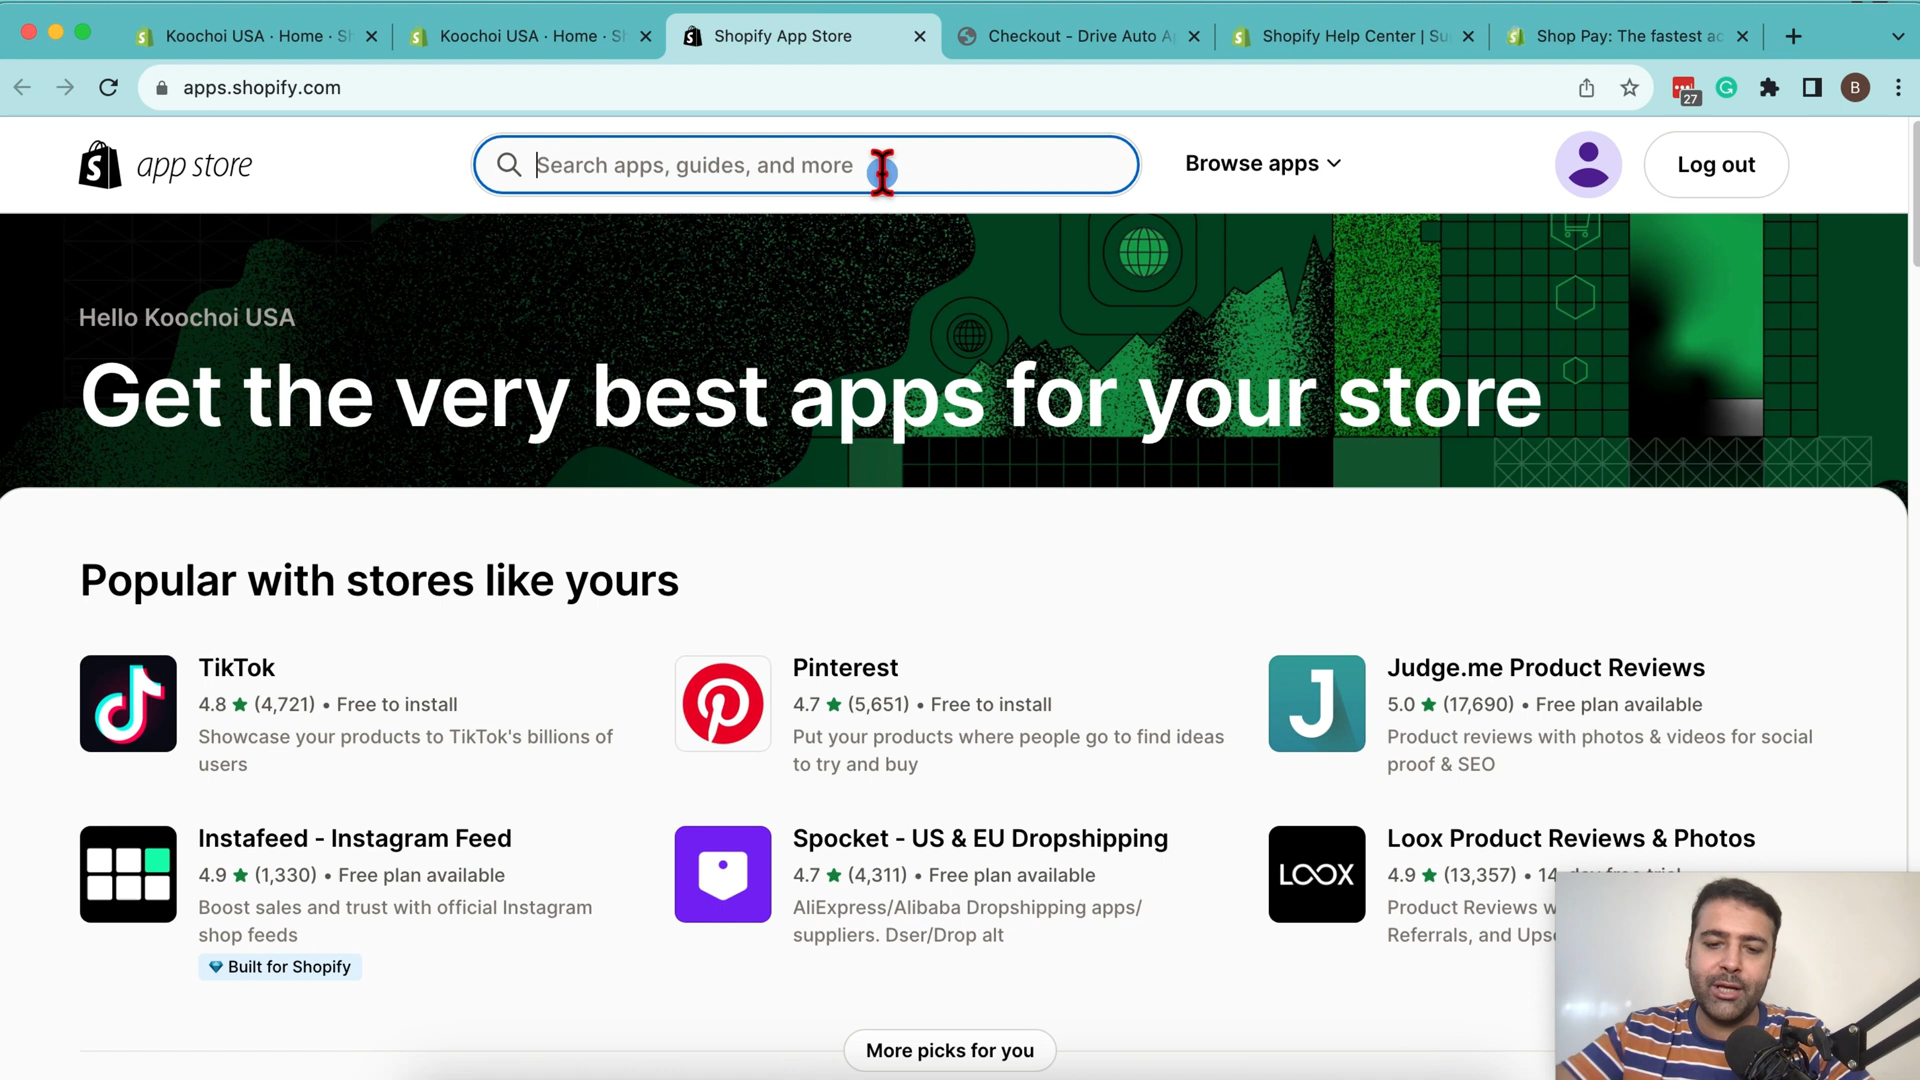 Koochoi USA · Home · Sh
Koochoi USA · Home · Sh
Shopify App Store
Checkout - Drive Auto A
Shopify Help Center | Su
Shop Pay: The fastest ac
apps.shopify.com
27
B
app store
Search apps, guides, and more
Browse apps
Log out
Hello Koochoi USA
Get the very best apps for your store
Popular with stores like yours
TikTok
4.8 ★ (4,721) • Free to install
Showcase your products to TikTok's billions of
users
Pinterest
4.7 ★ (5,651) • Free to install
Put your products where people go to find ideas
to try and buy
Judge.me Product Reviews
5.0 ★ (17,690) • Free plan available
Product reviews with photos & videos for social
proof & SEO
Instafeed - Instagram Feed
4.9 ★ (1,330) • Free plan available
Boost sales and trust with official Instagram
shop feeds
Built for Shopify
Spocket - US & EU Dropshipping
4.7 ★ (4,311) • Free plan available
AliExpress/Alibaba Dropshipping apps/
suppliers. Dser/Drop alt
LOOX
Loox Product Reviews & Photos
4.9 ★ (13,357) • 14-day free trial
Product Reviews
Referrals, and
More picks for you